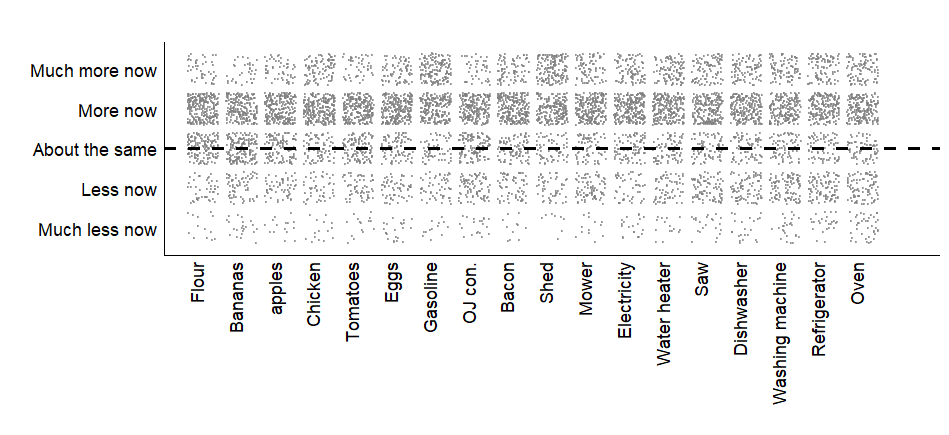 Much more now
More now
About the same
Less now
Much less now
Flour
Bananas
apples
Chicken
Tomatoes
Eggs
Gasoline
OJ con.
Bacon
Shed
Mower
Electricity
Water heater
Saw
Dishwasher
Washing machine
Refrigerator
Oven